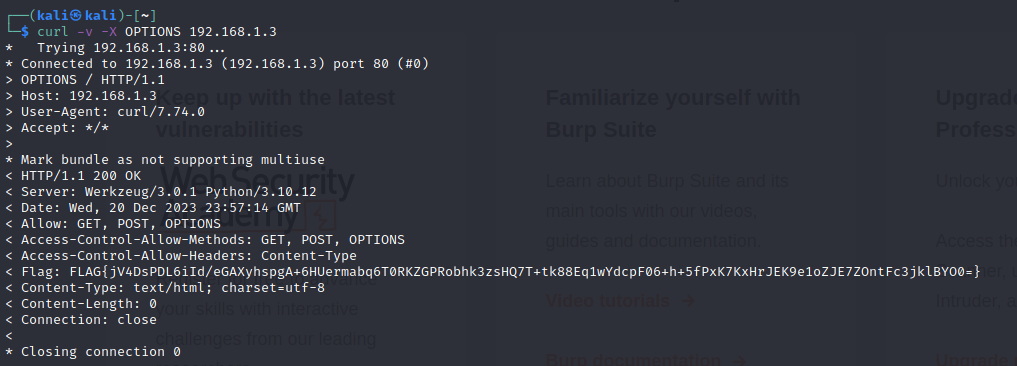 (kali㉿kali)-[~]
$ curl -v -X OPTIONS 192.168.1.3
* Trying 192.168.1.3:80...
* Connected to 192.168.1.3 (192.168.1.3) port 80 (#0)
> OPTIONS / HTTP/1.1
> Host: 192.168.1.3
> User-Agent: curl/7.74.0
> Accept: */*
>
* Mark bundle as not supporting multiuse
< HTTP/1.1 200 OK
< Server: Werkzeug/3.0.1 Python/3.10.12
< Date: Wed, 20 Dec 2023 23:57:14 GMT
< Allow: GET, POST, OPTIONS
< Access-Control-Allow-Methods: GET, POST, OPTIONS
< Access-Control-Allow-Headers: Content-Type
< Flag: FLAG{jV4DsPDL6iId/eGAXyhspgA+6HUermabq6T0RKZGPRobhk3zsHQ7T+tk88Eq1wYdcpF06+h+5fPxK7KxHrJEK9e1oZJE7ZOntFc3jklBYO0=}
< Content-Type: text/html; charset=utf-8
< Content-Length: 0
< Connection: close
<
* Closing connection 0
Keep up with the latest
vulnerabilities
WebSecurity
Academy
your skills with interactive
challenges from our leading
Familiarize yourself with
Burp Suite
Learn about Burp Suite and its
main tools with our videos,
guides and documentation.
Video tutorials →
Burp documentation →
Upgrade
Profess
Unlock yo
Access th
Intruder, a
Upgrade